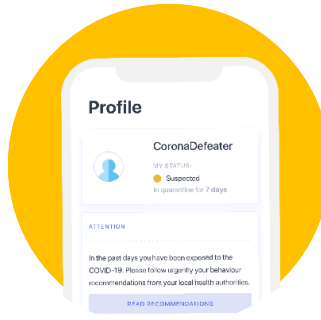 Profile
CoronaDefeater
MY STATUS:
Suspected
In quarantine for 7 days
ATTENTION
In the past days you have been exposed to the
COVID -19. Please follow urgently your behaviour
recommendations from your local health authorities.
READ RECOMMENDATIONS